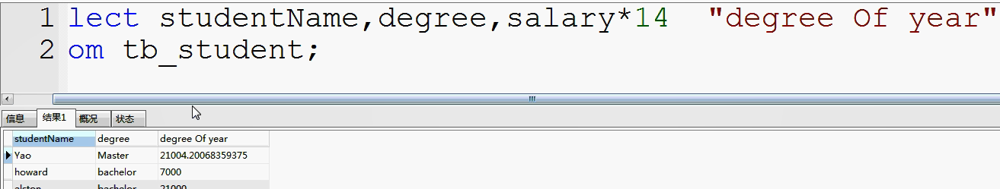 1 lect studentName,degree,salary*14 "degree Of year"
2 om tb_student;
信息 结果1 概况 状态
studentName degree degree Of year
Yao Master 21004.20068359375
howard bachelor 7000
alston bachelor 21000